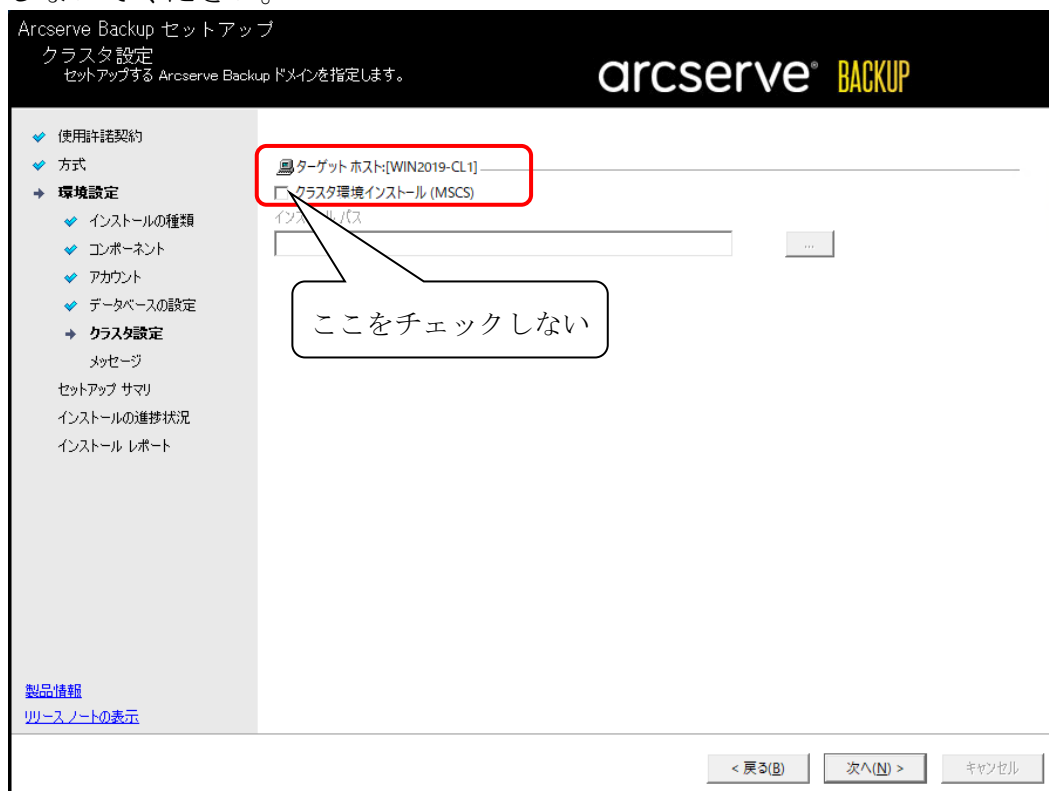 Arcserve Backup セットアップ
クラスタ設定
セットアップする Arcserve Backup ドメインを指定します。
arcserve® BACKUP
使用許諾契約
方式
環境設定
インストールの種類
コンポーネント
アカウント
データベースの設定
クラスタ設定
メッセージ
セットアップ サマリ
インストールの進捗状況
インストール レポート
製品情報
リリース ノートの表示
ターゲット ホスト:[WIN2019-CL1]
クラスタ環境インストール (MSCS)
インストール パス
...
ここをチェックしない
< 戻る(B)
次へ(N) >
キャンセル